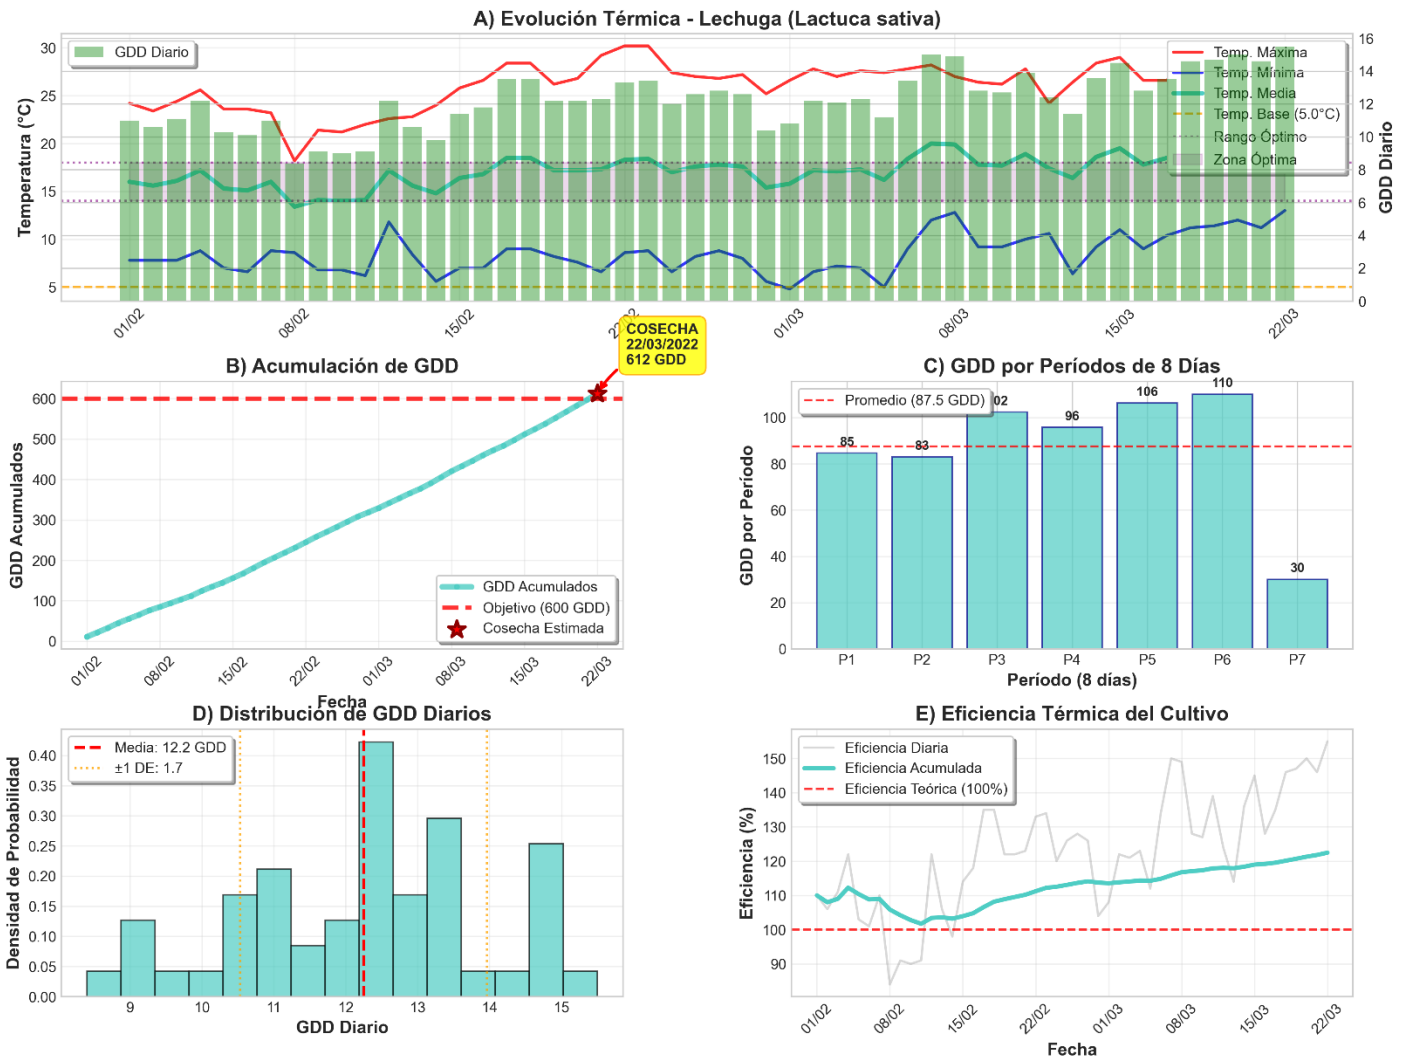 A) Evolución Térmica - Lechuga (Lactuca sativa)
GDD Diario
Temp. Máxima
Temp. Mínima
Temp. Media
Temp. Base (5.0°C)
Rango Óptimo
Zona Óptima
Temperatura (°C)
30
25
20
15
10
5
GDD Diario
16
14
12
10
8
6
4
2
0
01/02
08/02
15/02
22/02
01/03
08/03
15/03
22/03
COSECHA
22/03/2022
612 GDD
B) Acumulación de GDD
GDD Acumulados
600
500
400
300
200
100
0
GDD Acumulados
Objetivo (600 GDD)
Cosecha Estimada
01/02
08/02
15/02
22/02
01/03
08/03
15/03
22/03
Fecha
C) GDD por Períodos de 8 Días
Promedio (87.5 GDD)
GDD por Período
100
80
60
40
20
0
85
83
02
96
106
110
30
P1
P2
P3
P4
P5
P6
P7
Período (8 días)
D) Distribución de GDD Diarios
Media: 12.2 GDD
±1 DE: 1.7
Densidad de Probabilidad
0.40
0.35
0.30
0.25
0.20
0.15
0.10
0.05
0.00
9
10
11
12
13
14
15
GDD Diario
E) Eficiencia Térmica del Cultivo
Eficiencia Diaria
Eficiencia Acumulada
Eficiencia Teórica (100%)
Eficiencia (%)
150
140
130
120
110
100
90
01/02
08/02
15/02
22/02
01/03
08/03
15/03
22/03
Fecha